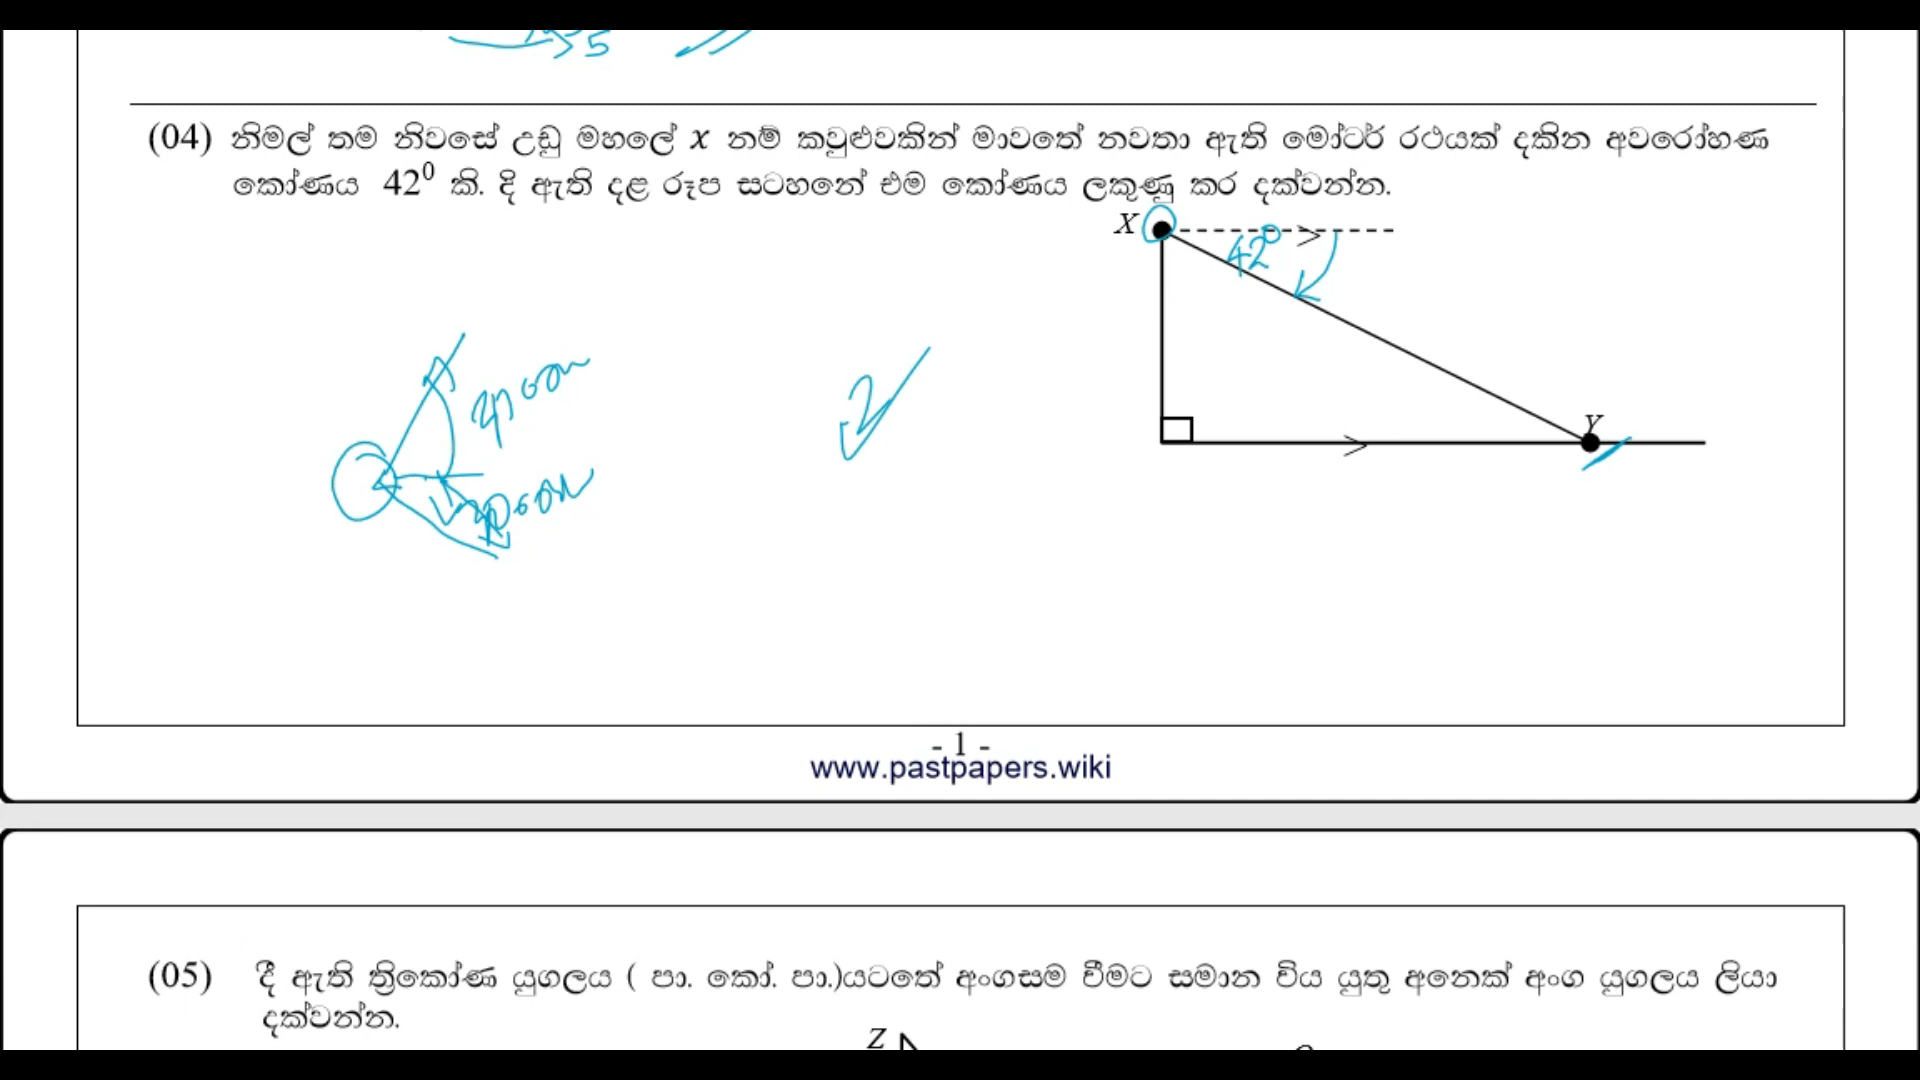 (04) නිමල් තම නිවසේ උඩු මහලේ x නම් කවුළුවකින් මාවතේ නවතා ඇති මෝටර් රථයක් දකින අවරෝහණ
කෝණය 42⁰ කි. දි ඇති දළ රූප සටහනේ එම කෝණය ලකුණු කර දක්වන්න.
X
42°
2
Y
- 1 -
www.pastpapers.wiki
(05) දී ඇති ත්‍රිකෝණ යුගලය ( පා. කෝ. පා.)යටතේ අංගසම වීමට සමාන විය යුතු අනෙක් අංග යුගලය ලියා
දක්වන්න.
Z